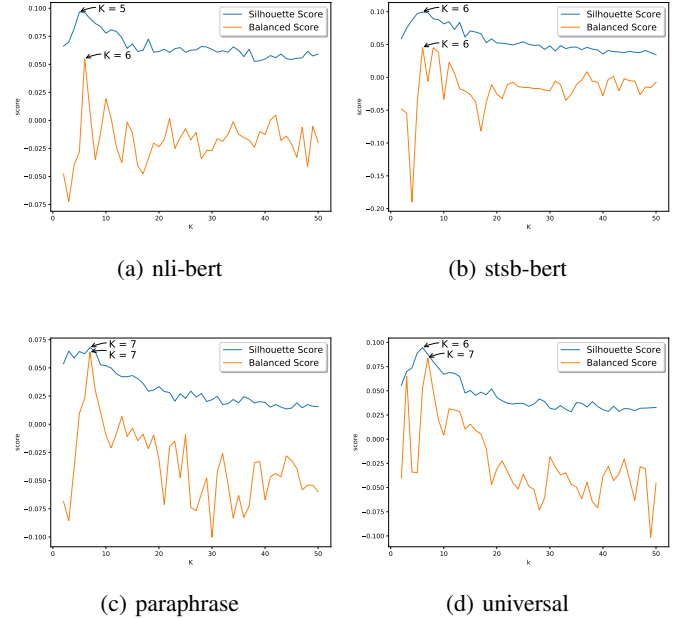 K = 5
K = 6
Silhouette Score
Balanced Score
0.100
0.075
0.050
0.025
0.000
−0.025
−0.050
−0.075
score
0 10 20 30 40 50
K
(a) nli-bert
K = 6
K = 6
Silhouette Score
Balanced Score
0.10
0.05
0.00
−0.05
−0.10
−0.15
−0.20
score
0 10 20 30 40 50
K
(b) stsb-bert
K = 7
K = 7
Silhouette Score
Balanced Score
0.075
0.050
0.025
0.000
−0.025
−0.050
−0.075
−0.100
score
0 10 20 30 40 50
K
(c) paraphrase
K = 6
K = 7
Silhouette Score
Balanced Score
0.100
0.075
0.050
0.025
0.000
−0.025
−0.050
−0.075
−0.100
score
0 10 20 30 40 50
k
(d) universal